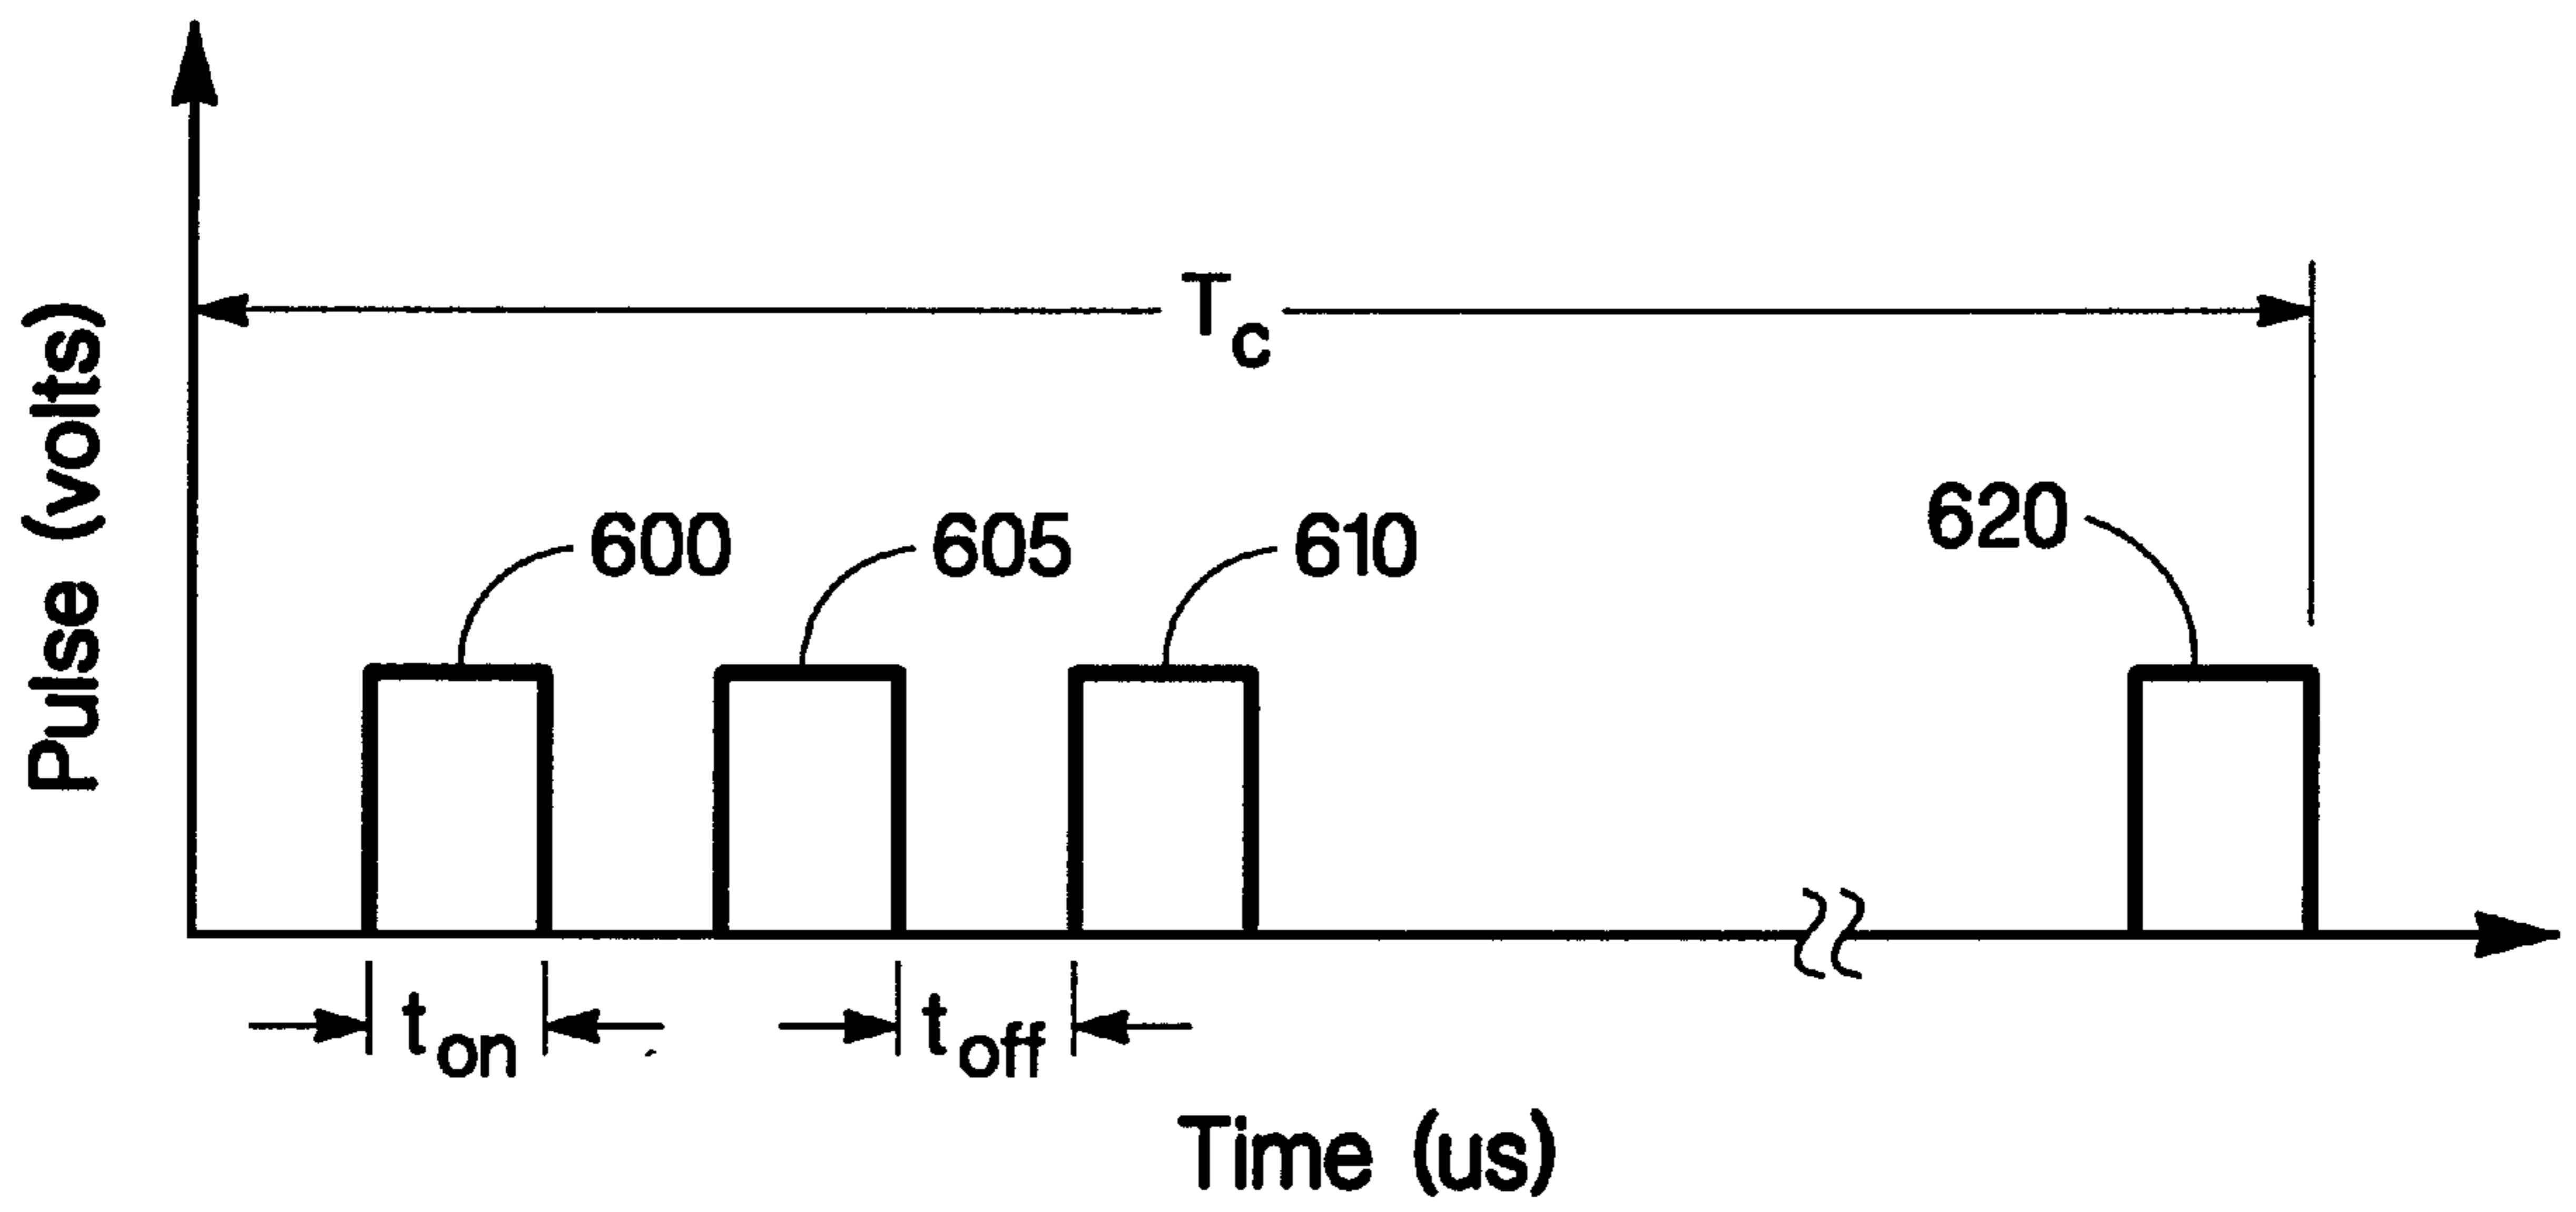 Pulse (volts)
Tc
600
605
610
620
ton
toff
Time (us)